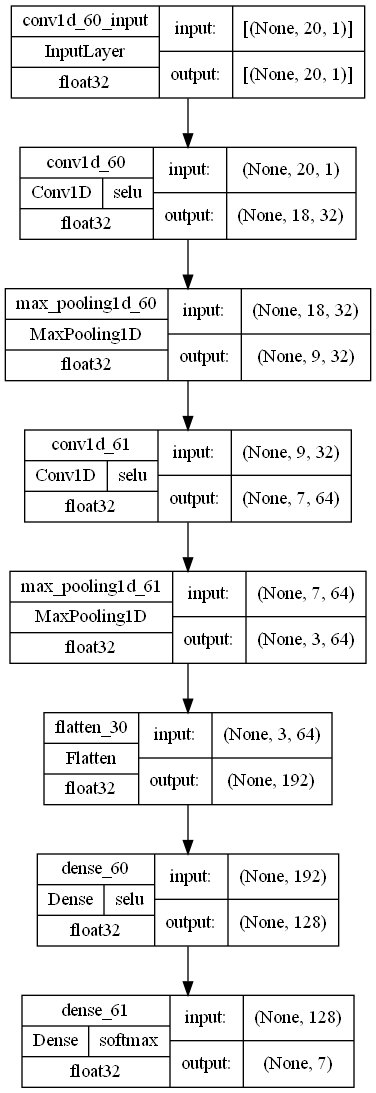 conv1d_60_input
InputLayer
float32
input:
[(None, 20, 1)]
output:
[(None, 20, 1)]
conv1d_60
Conv1D selu
float32
input:
(None, 20, 1)
output:
(None, 18, 32)
max_pooling1d_60
MaxPooling1D
float32
input:
(None, 18, 32)
output:
(None, 9, 32)
conv1d_61
Conv1D selu
float32
input:
(None, 9, 32)
output:
(None, 7, 64)
max_pooling1d_61
MaxPooling1D
float32
input:
(None, 7, 64)
output:
(None, 3, 64)
flatten_30
Flatten
float32
input:
(None, 3, 64)
output:
(None, 192)
dense_60
Dense selu
float32
input:
(None, 192)
output:
(None, 128)
dense_61
Dense softmax
float32
input:
(None, 128)
output:
(None, 7)